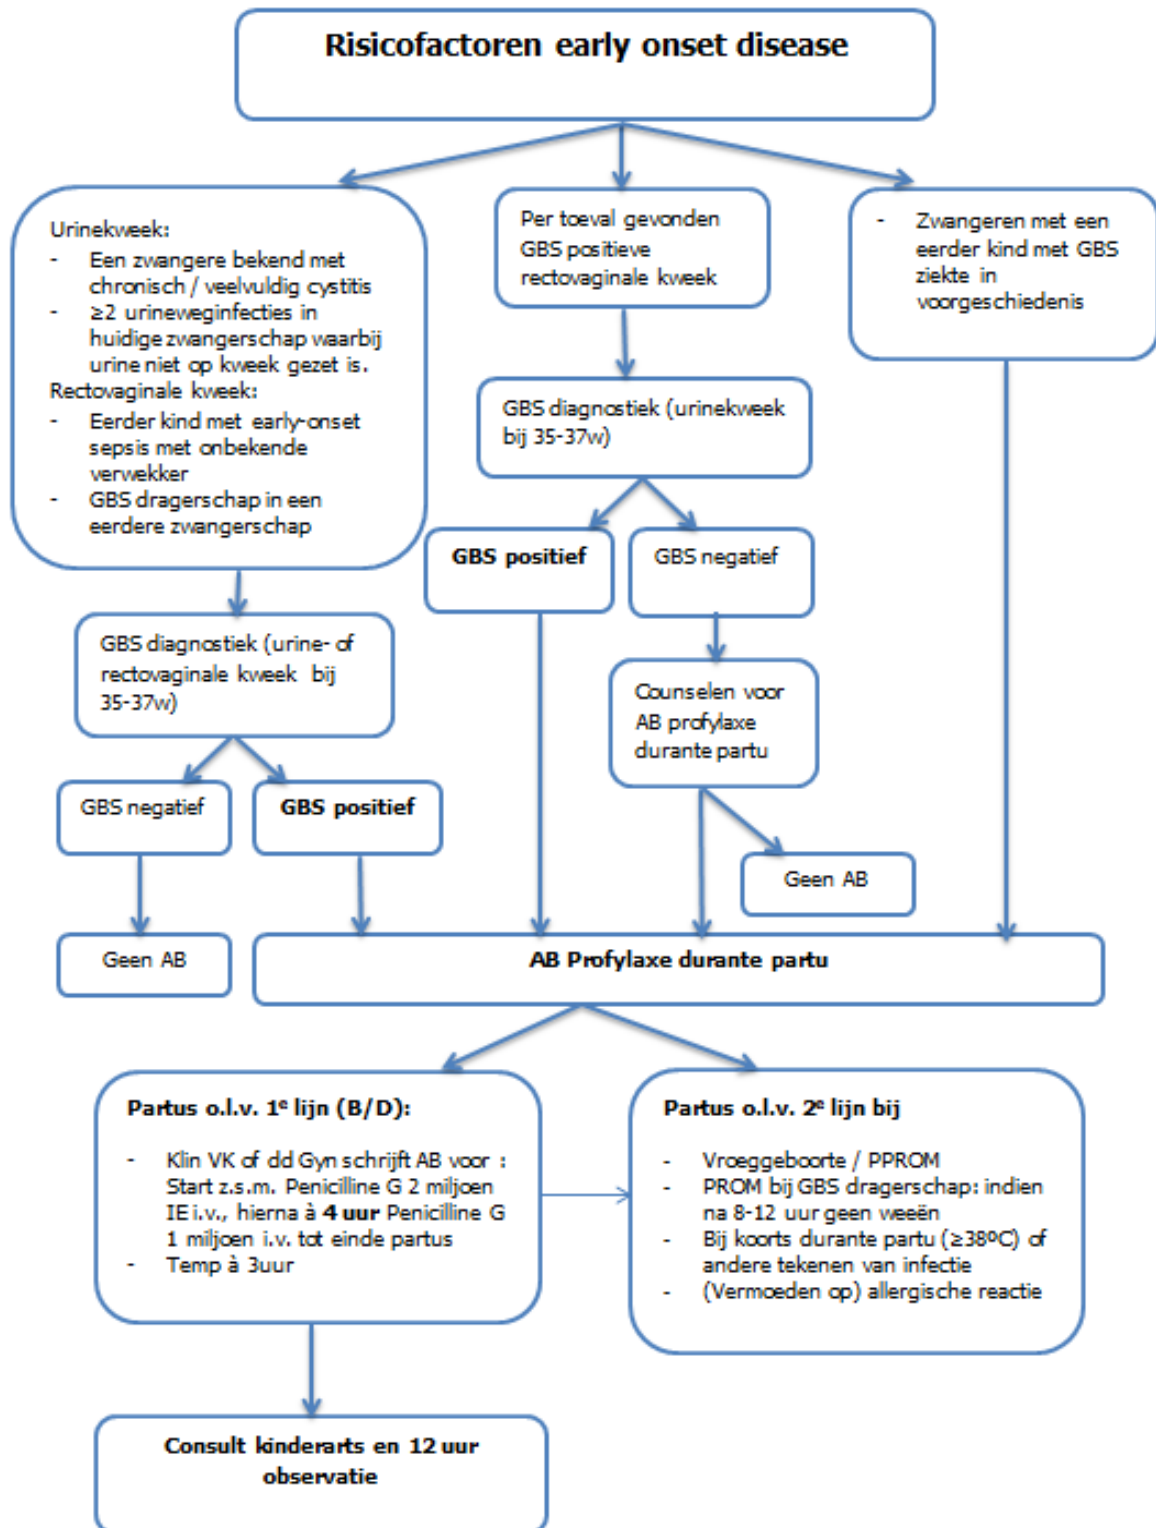 Risicofactoren early onset disease
Urinekweek:
- Een zwangere bekend met
chronisch / veelvuldig cystitis
- ≥2 urineweginfecties in
huidige zwangerschap waarbij
urine niet op kweek gezet is.
Rectovaginale kweek:
- Eerder kind met early-onset
sepsis met onbekende
verwekker
- GBS dragerschap in een
eerdere zwangerschap
Per toeval gevonden
GBS positieve
rectovaginale kweek
- Zwangeren met een
eerder kind met GBS
ziekte in
voorgeschiedenis
GBS diagnostiek (urinekweek
bij 35-37w)
GBS positief
GBS negatief
GBS diagnostiek (urine- of
rectovaginale kweek bij
35-37w)
Counselen voor
AB profylaxe
durante partu
GBS negatief
GBS positief
Geen AB
Geen AB
AB Profylaxe durante partu
Partus o.l.v. 1e lijn (B/D):
- Klin VK of dd Gyn schrijft AB voor :
Start z.s.m. Penicilline G 2 miljoen
IE i.v., hierna à 4 uur Penicilline G
1 miljoen i.v. tot einde partus
- Temp à 3uur
Partus o.l.v. 2e lijn bij
- Vroeggeboorte / PPROM
- PROM bij GBS dragerschap: indien
na 8-12 uur geen weeën
- Bij koorts durante partu (≥38ºC) of
andere tekenen van infectie
- (Vermoeden op) allergische reactie
Consult kinderarts en 12 uur
observatie